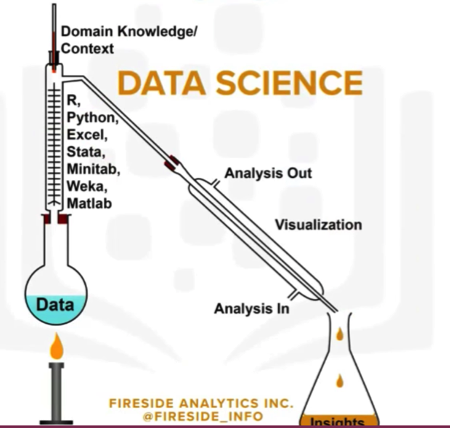 Domain Knowledge/
Context
DATA SCIENCE
R,
Python,
Excel,
Stata,
Minitab,
Weka,
Matlab
Analysis Out
Visualization
Data
Analysis In
FIRESIDE ANALYTICS INC.
@FIRESIDE_INFO
Insights